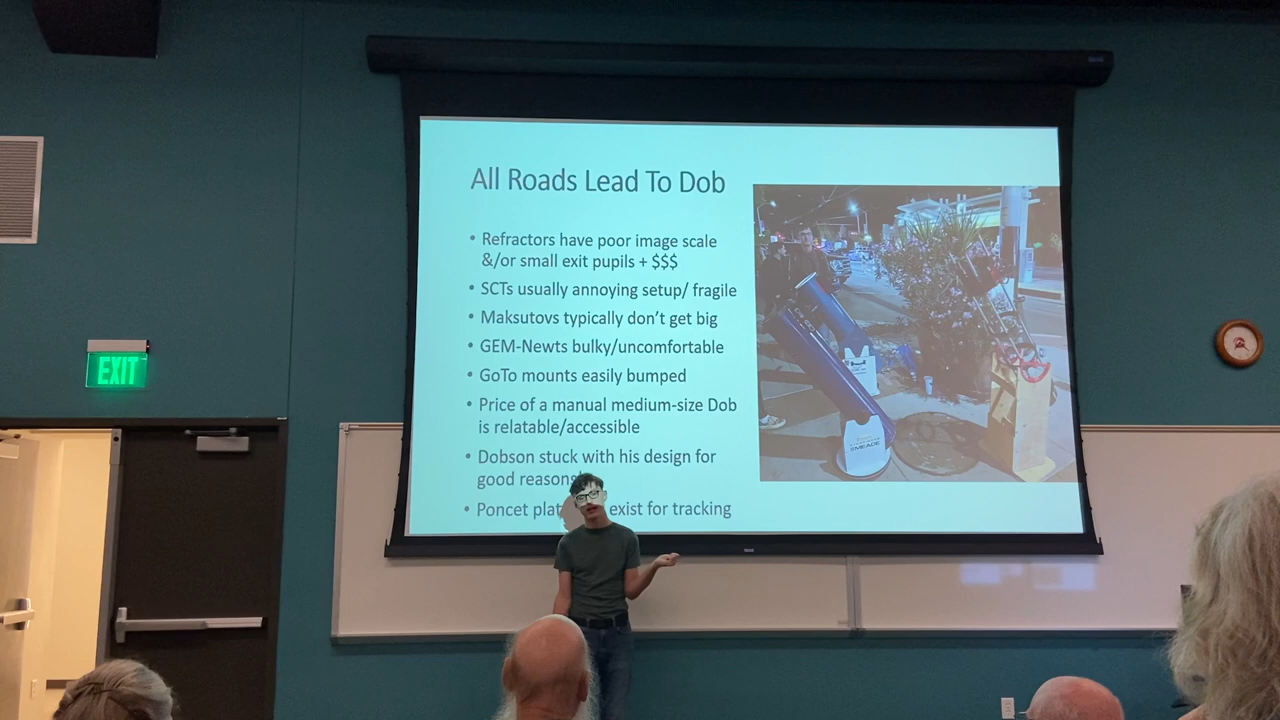 All Roads Lead To Dob
• Refractors have poor image scale
&/or small exit pupils + $$$
• SCTs usually annoying setup/ fragile
• Maksutovs typically don't get big
• GEM-Newts bulky/uncomfortable
• GoTo mounts easily bumped
• Price of a manual medium-size Dob
is relatable/accessible
• Dobson stuck with his design for
good reasons
• Poncet plat exist for tracking
MEADE
EXIT